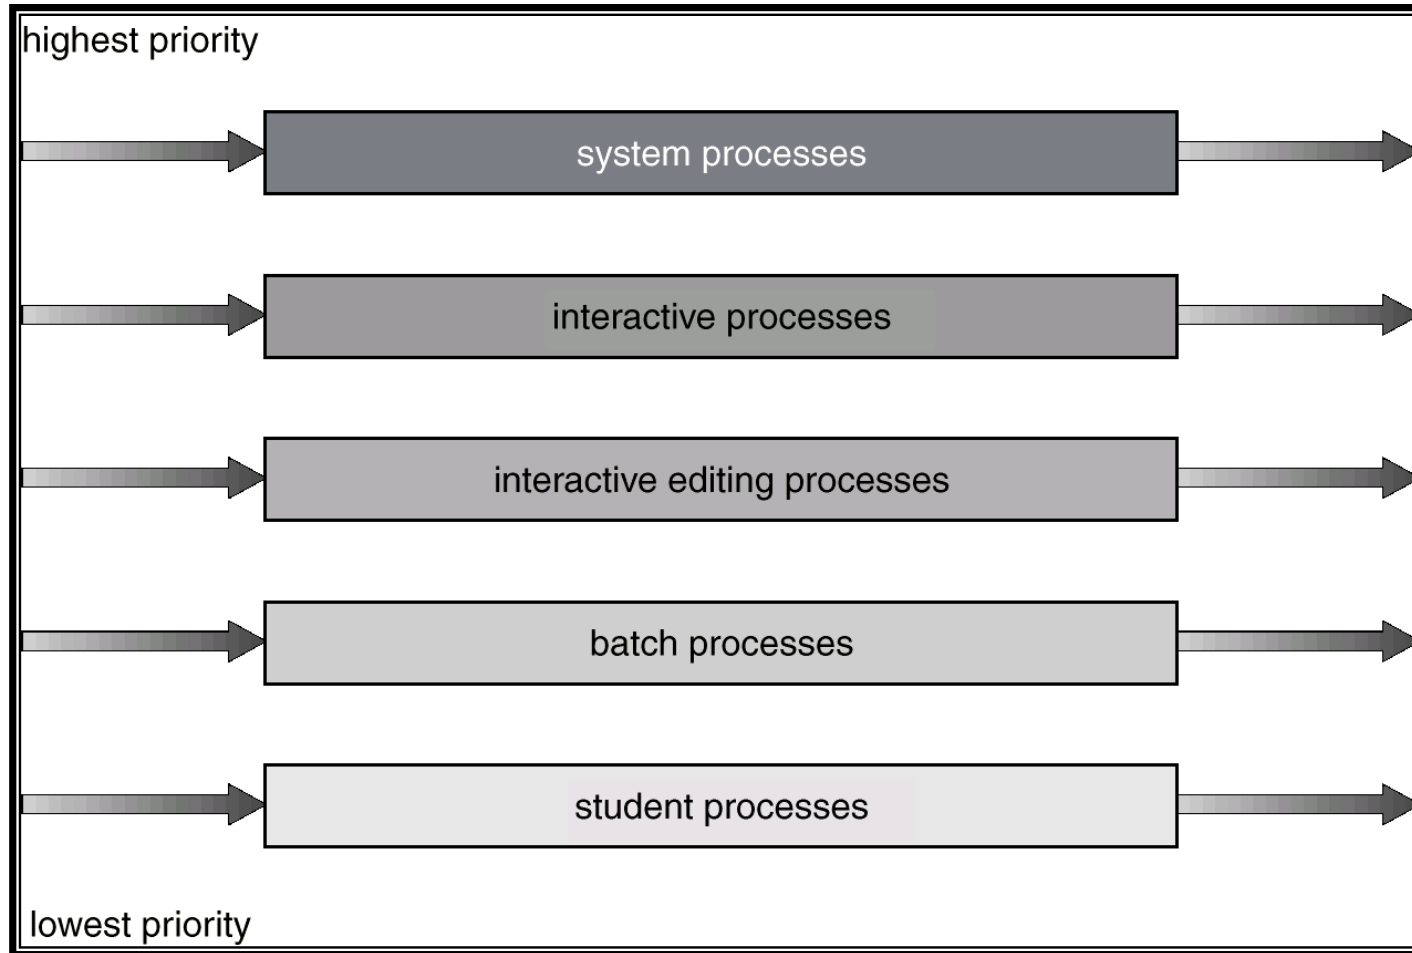 highest priority
system processes
interactive processes
interactive editing processes
batch processes
student processes
lowest priority